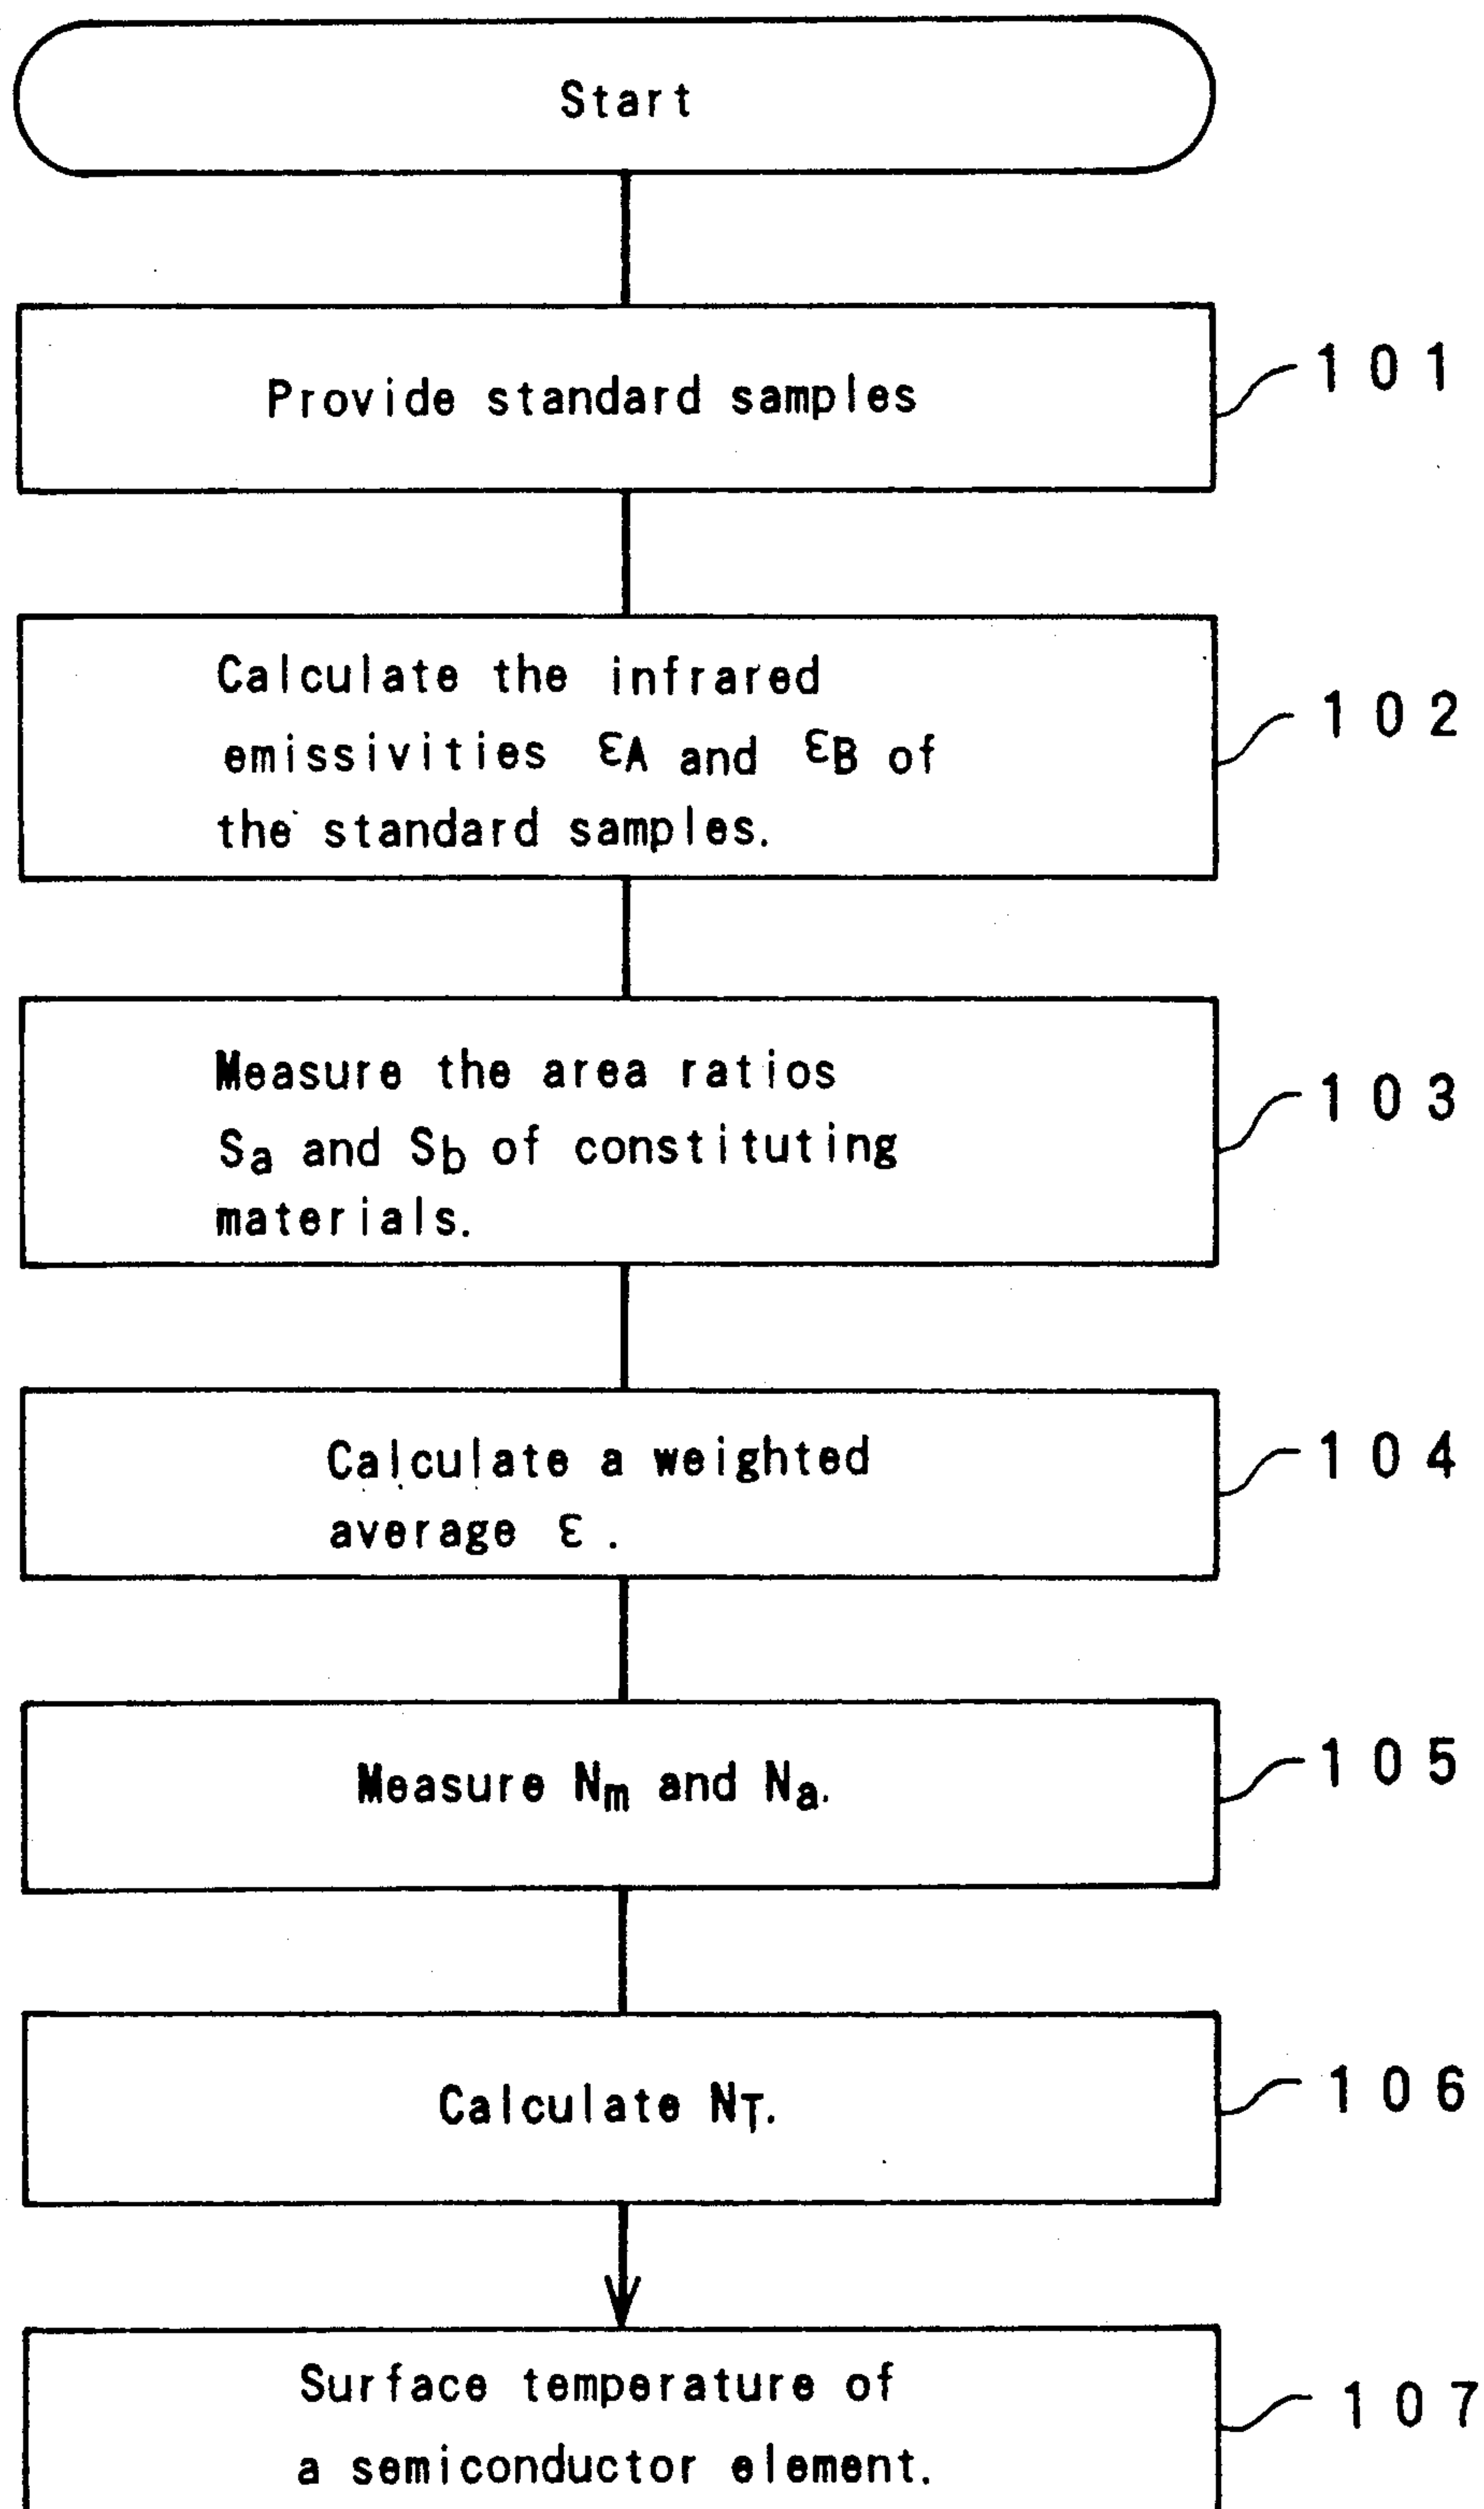 Start
Provide standard samples
101
Calculate the infrared
emissivities εA and εB of
the standard samples.
102
Measure the area ratios
Sa and Sb of constituting
materials.
103
Calculate a weighted
average ε.
104
Measure Nm and Na.
105
Calculate NT.
106
Surface temperature of
a semiconductor element.
107